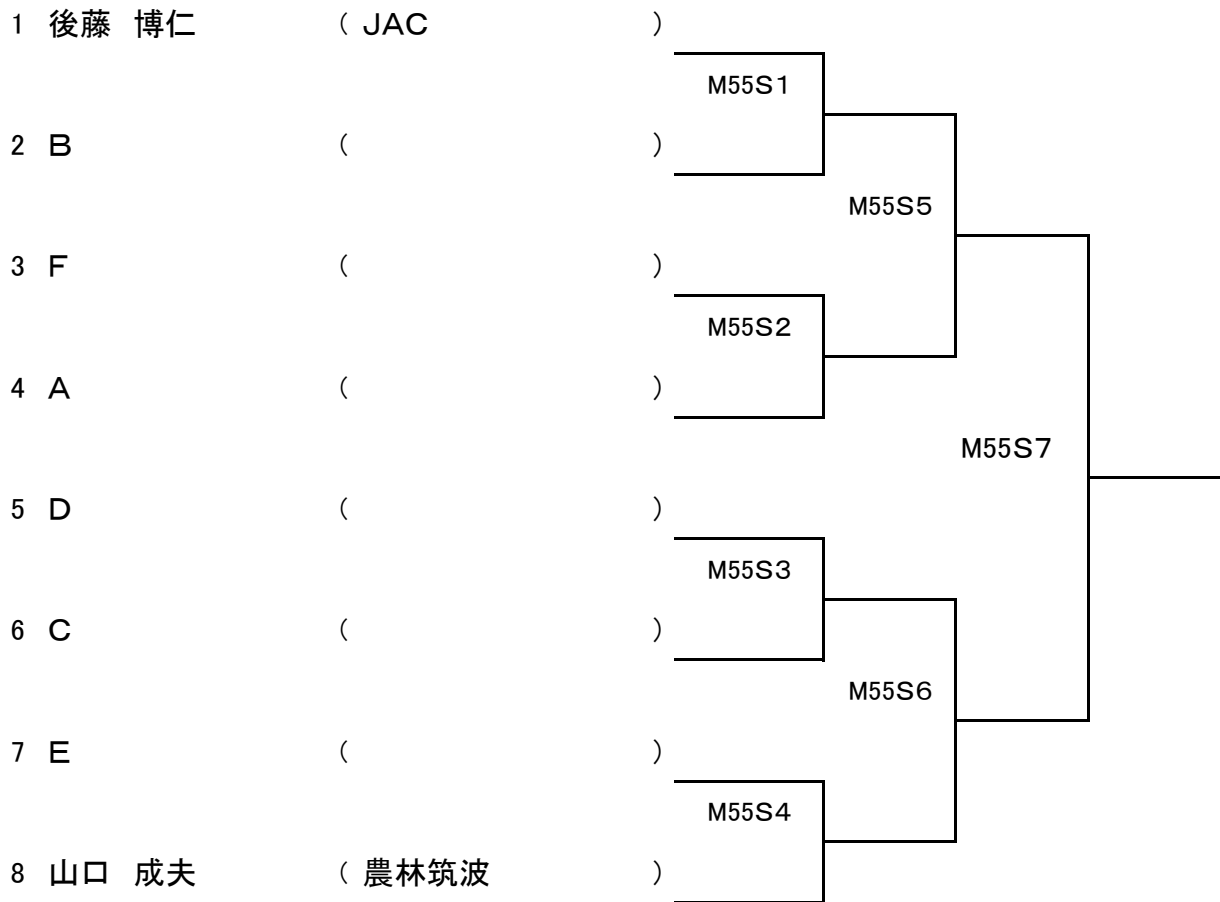 1 後藤 博仁 ( JAC )
M55S1
2 B ( )
M55S5
3 F ( )
M55S2
4 A ( )
M55S7
5 D ( )
M55S3
6 C ( )
M55S6
7 E ( )
M55S4
8 山口 成夫 ( 農林筑波 )